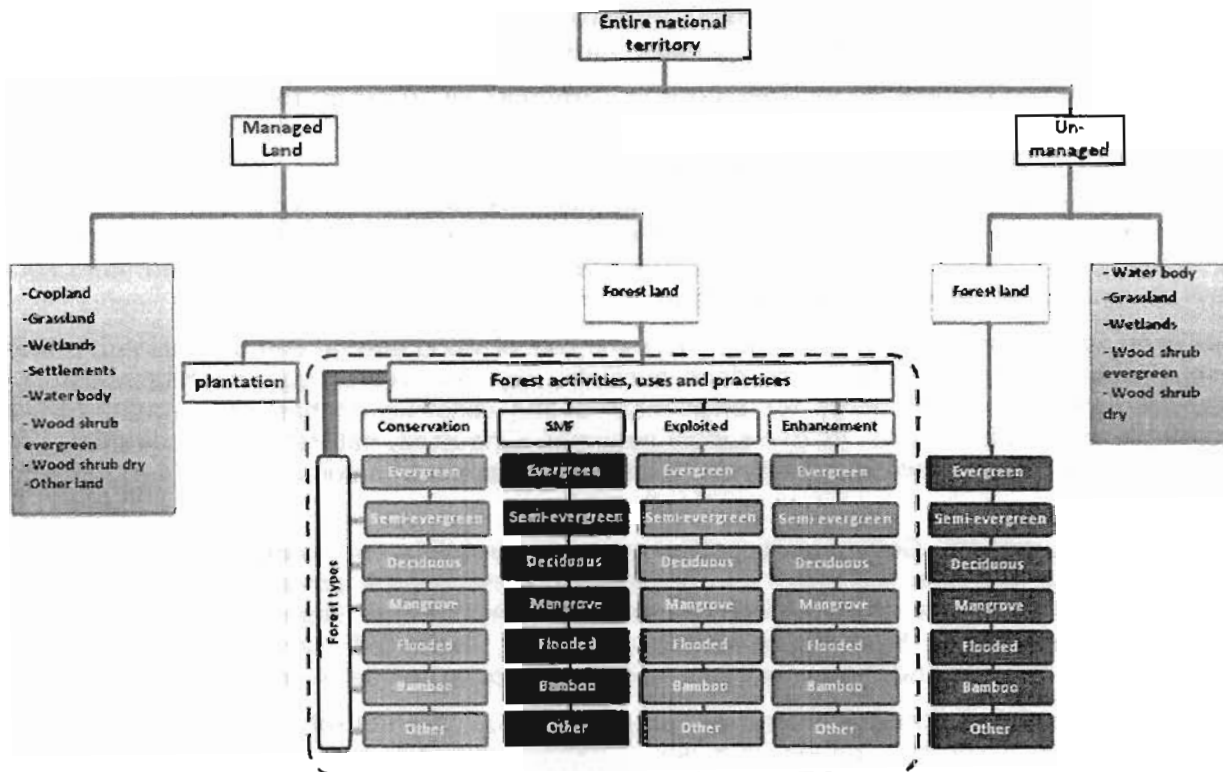 Entire national
territory
Managed
Land
Un-
managed
-Cropland
-Grassland
-Wetlands
-Settlements
-Water body
- Wood shrub
evergreen
- Wood shrub dry
- Other land
Forest land
Forest land
- Water body
- Grassland
- Wetlands
- Wood shrub
evergreen
- Wood shrub
dry
plantation
Forest activities, uses and practices
Conservation
SMF
Exploited
Enhancement
Forest types
Evergreen
Evergreen
Evergreen
Evergreen
Evergreen
Semi-evergreen
Semi-evergreen
Semi-evergreen
Semi-evergreen
Semi-evergreen
Deciduous
Deciduous
Deciduous
Deciduous
Deciduous
Mangrove
Mangrove
Mangrove
Mangrove
Mangrove
Flooded
Flooded
Flooded
Flooded
Flooded
Bamboo
Bamboo
Bamboo
Bamboo
Bamboo
Other
Other
Other
Other
Other